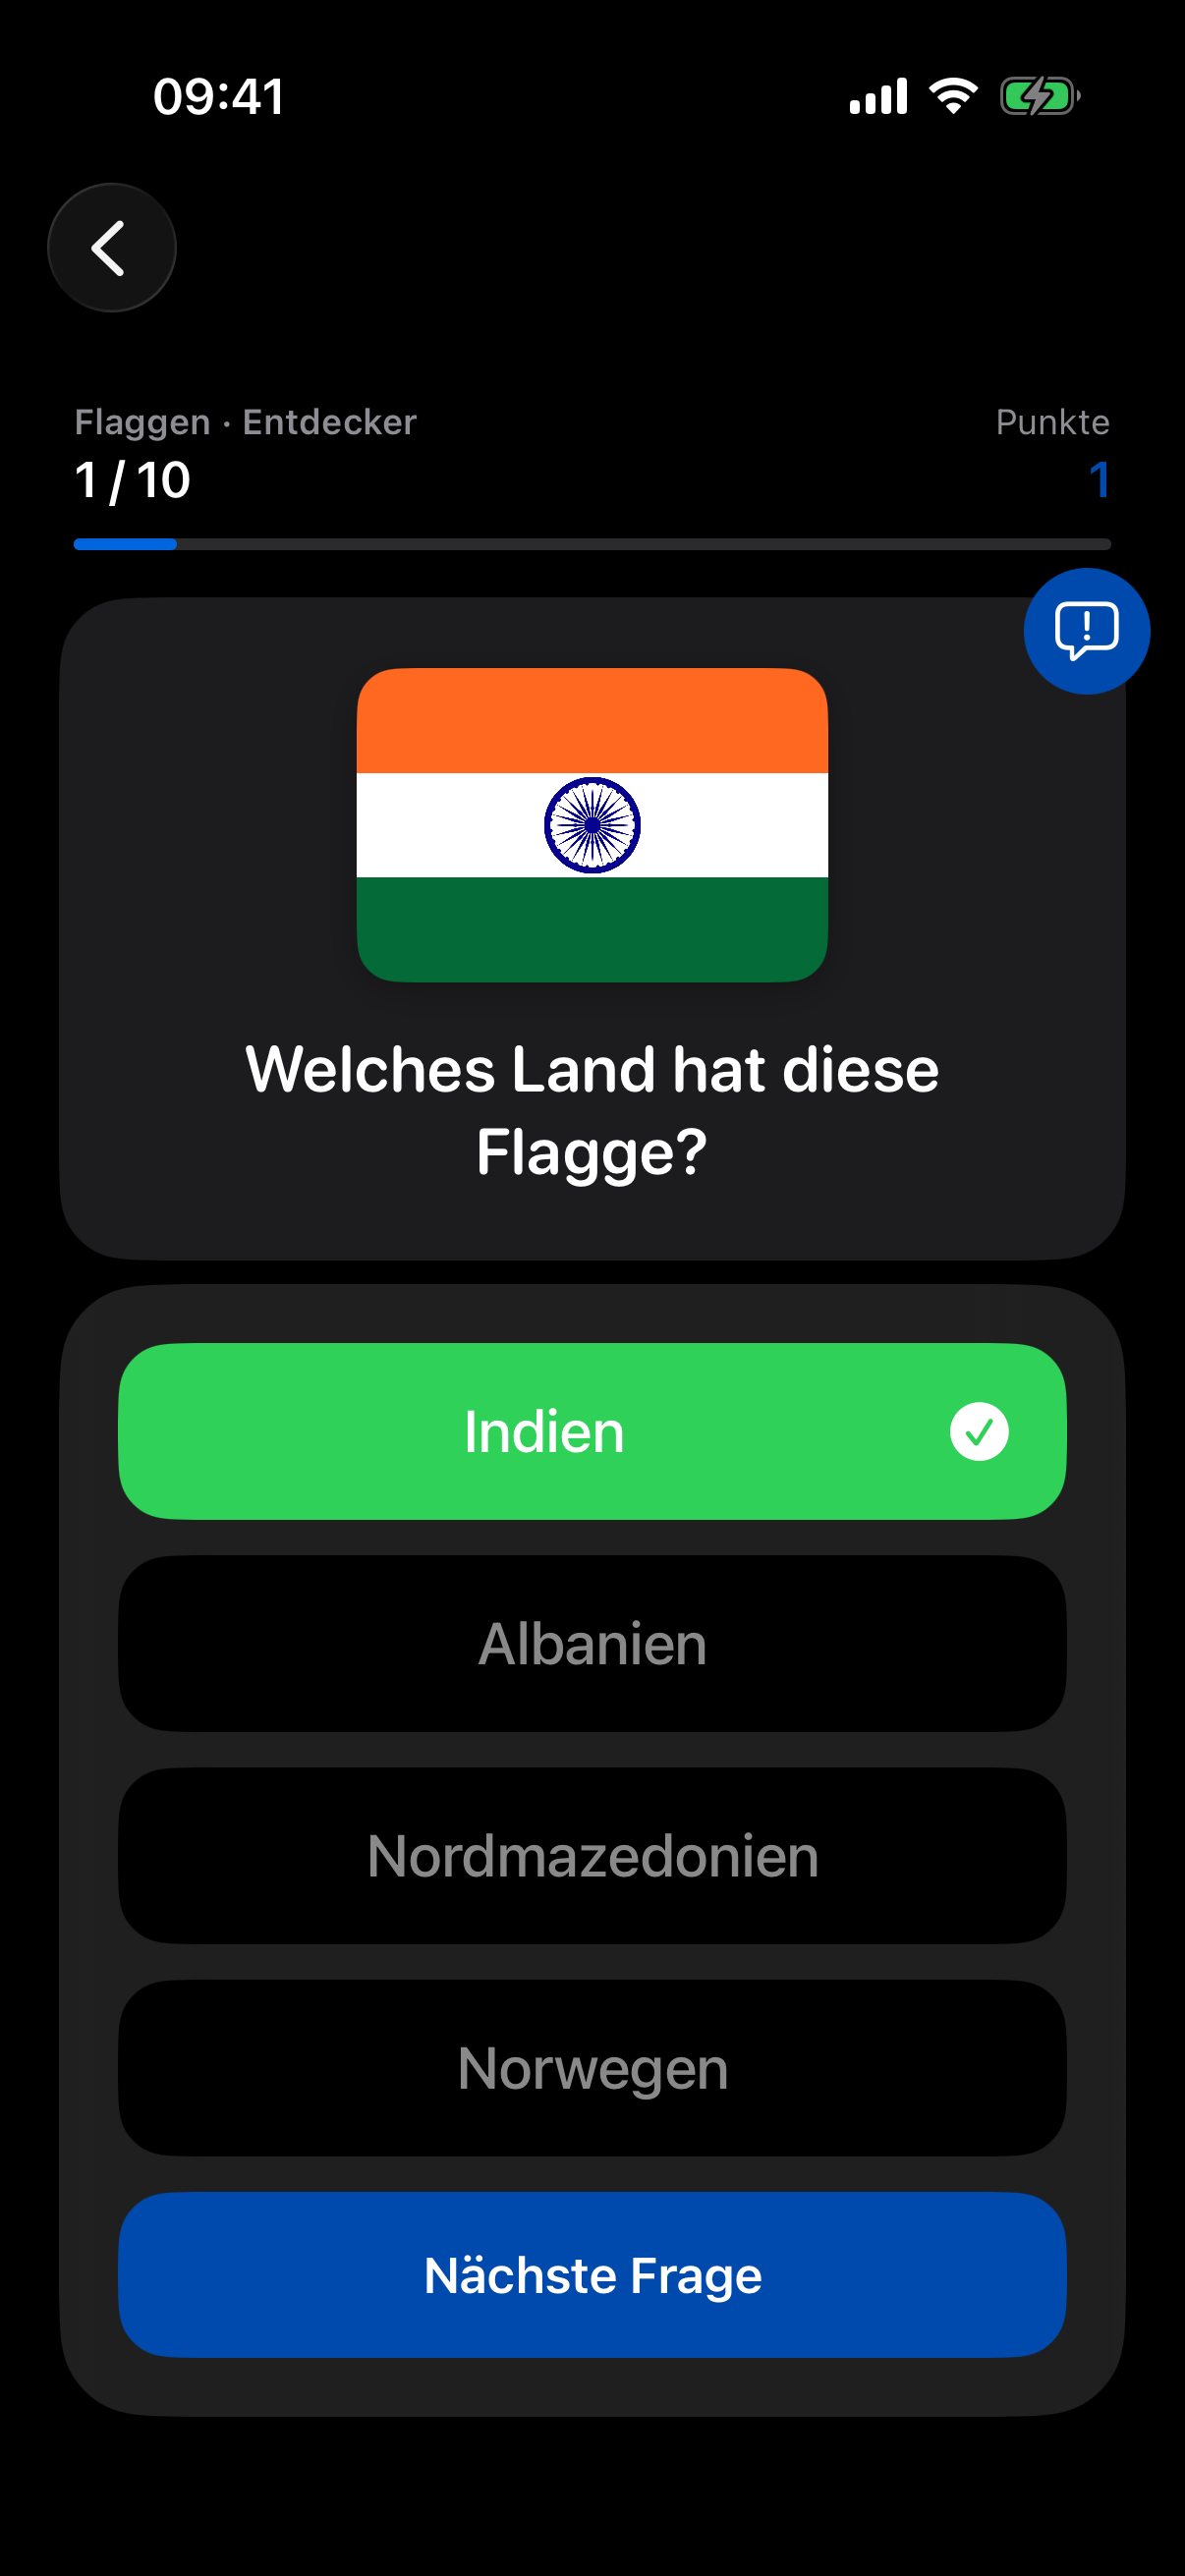 09:41
Flaggen · Entdecker
Punkte
1 / 10
1
Welches Land hat diese
Flagge?
Indien
Albanien
Nordmazedonien
Norwegen
Nächste Frage